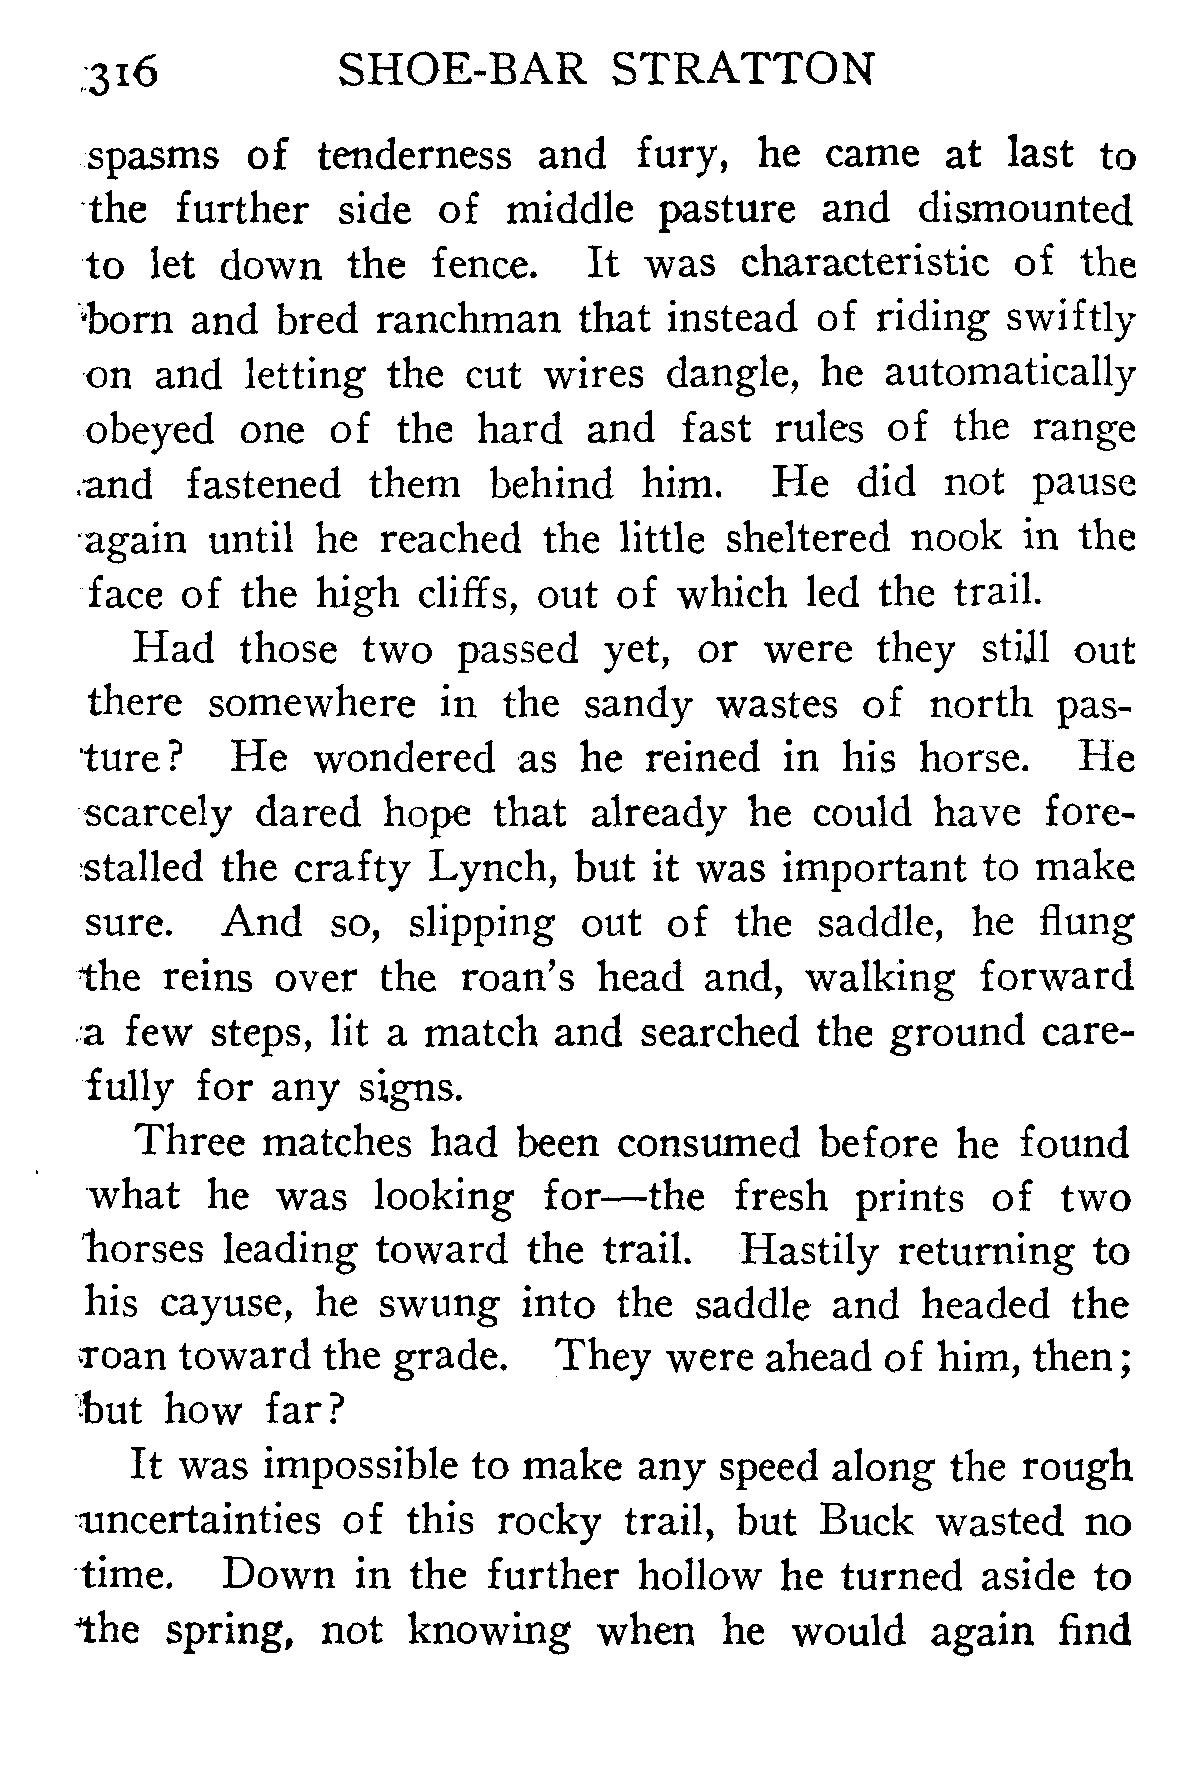 316 SHOE-BAR STRATTON
spasms of tenderness and fury, he came at last to
the further side of middle pasture and dismounted
to let down the fence. It was characteristic of the
born and bred ranchman that instead of riding swiftly
on and letting the cut wires dangle, he automatically
obeyed one of the hard and fast rules of the range
and fastened them behind him. He did not pause
again until he reached the little sheltered nook in the
face of the high cliffs, out of which led the trail.
Had those two passed yet, or were they still out
there somewhere in the sandy wastes of north pas-
ture? He wondered as he reined in his horse. He
scarcely dared hope that already he could have fore-
stalled the crafty Lynch, but it was important to make
sure. And so, slipping out of the saddle, he flung
the reins over the roan's head and, walking forward
a few steps, lit a match and searched the ground care-
fully for any signs.
Three matches had been consumed before he found
what he was looking for—the fresh prints of two
horses leading toward the trail. Hastily returning to
his cayuse, he swung into the saddle and headed the
roan toward the grade. They were ahead of him, then;
but how far?
It was impossible to make any speed along the rough
uncertainties of this rocky trail, but Buck wasted no
time. Down in the further hollow he turned aside to
the spring, not knowing when he would again find